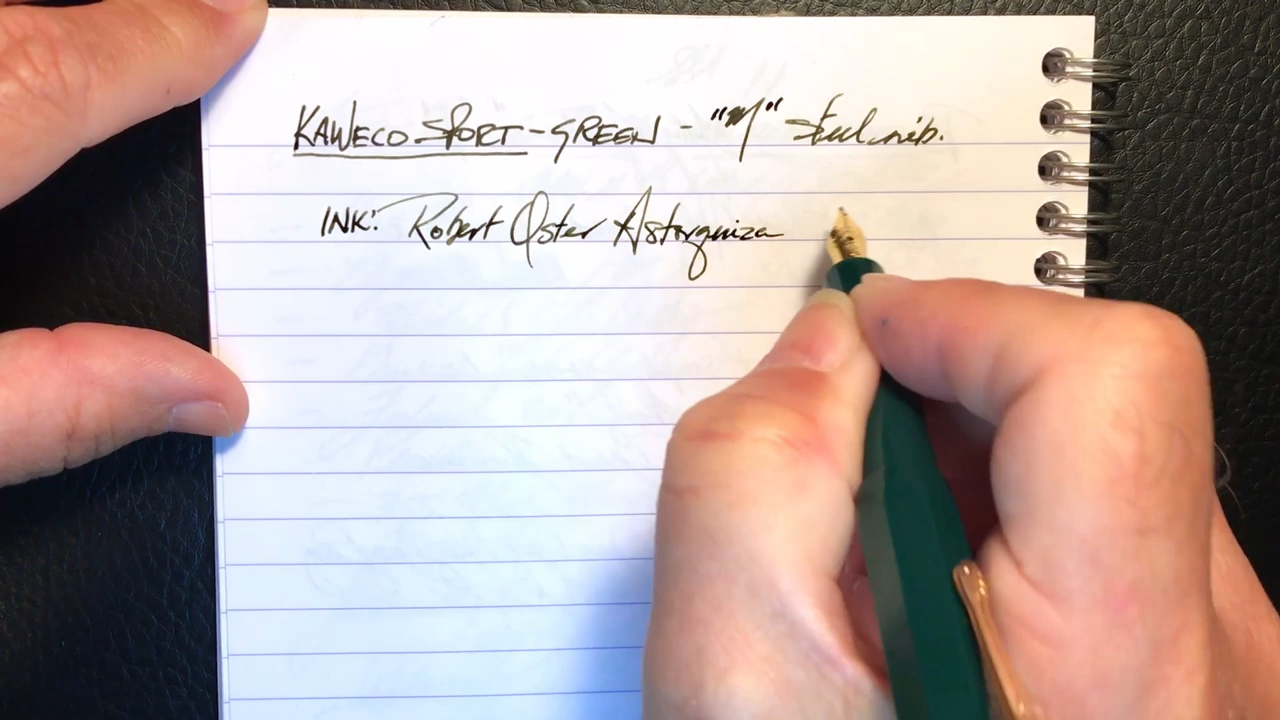 KAWECO SPORT - GREEN - "M" Steel nib.
INK: Robert Oster Astorquiza